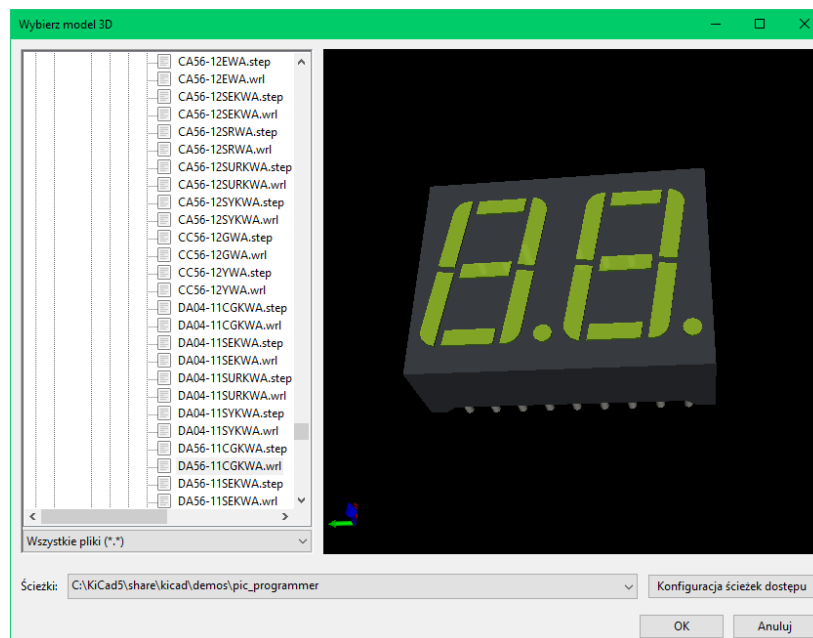 Wybierz model 3D
CA56-12EWA.step
CA56-12EWA.wrl
CA56-12SEKWA.step
CA56-12SEKWA.wrl
CA56-12SRWA.step
CA56-12SRWA.wrl
CA56-12SURKWA.step
CA56-12SURKWA.wrl
CA56-12SYKWA.step
CA56-12SYKWA.wrl
CC56-12GWA.step
CC56-12GWA.wrl
CC56-12YWA.step
CC56-12YWA.wrl
DA04-11CGKWA.step
DA04-11CGKWA.wrl
DA04-11SEKWA.step
DA04-11SEKWA.wrl
DA04-11SURKWA.step
DA04-11SURKWA.wrl
DA04-11SYKWA.step
DA04-11SYKWA.wrl
DA56-11CGKWA.step
DA56-11CGKWA.wrl
DA56-11SEKWA.step
DA56-11SEKWA.wrl
Wszystkie pliki (*.*)
Ścieżki: C:\KiCad5\share\kicad\demos\pic_programmer Konfiguracja ścieżek dostępu
OK Anuluj